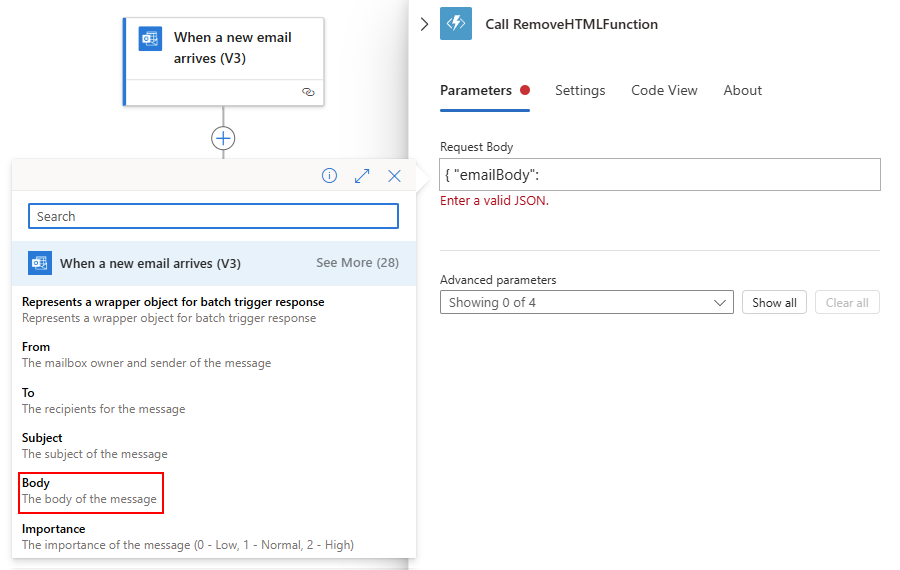 When a new email
arrives (V3)
Search
When a new email arrives (V3)
See More (28)
Represents a wrapper object for batch trigger response
Represents a wrapper object for batch trigger response
From
The mailbox owner and sender of the message
To
The recipients for the message
Subject
The subject of the message
Body
The body of the message
Importance
The importance of the message (0 - Low, 1 - Normal, 2 - High)
Call RemoveHTMLFunction
Parameters
Settings
Code View
About
Request Body
{ "emailBody":
Enter a valid JSON.
Advanced parameters
Showing 0 of 4
Show all
Clear all